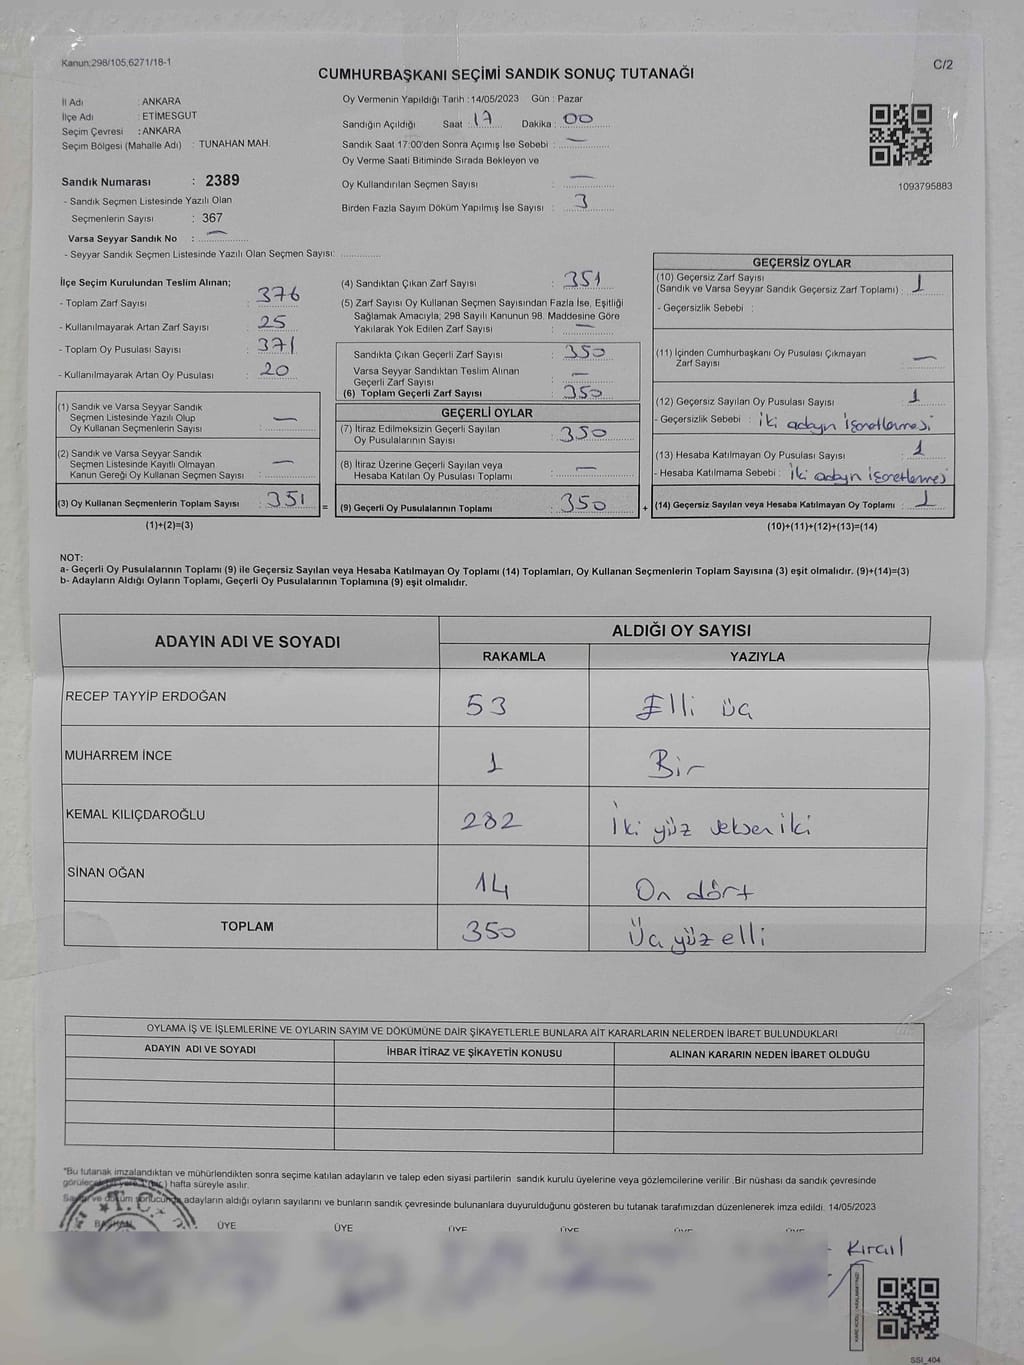 Kanun:298/105,6271/18-1
C/2
CUMHURBAŞKANI SEÇİMİ SANDIK SONUÇ TUTANAĞI
İl Adı : ANKARA
İlçe Adı : ETİMESGUT
Seçim Çevresi : ANKARA
Seçim Bölgesi (Mahalle Adı) : TUNAHAN MAH.
Sandık Numarası : 2389
- Sandık Seçmen Listesinde Yazılı Olan
Seçmenlerin Sayısı : 367
Varsa Seyyar Sandık No : —
- Seyyar Sandık Seçmen Listesinde Yazılı Olan Seçmen Sayısı:
Oy Vermenin Yapıldığı Tarih : 14/05/2023 Gün : Pazar
Sandığın Açıldığı Saat : 17 Dakika : 00
Sandık Saat 17:00'den Sonra Açımış İse Sebebi : —
Oy Verme Saati Bitiminde Sırada Bekleyen ve
Oy Kullandırılan Seçmen Sayısı : —
Birden Fazla Sayım Döküm Yapılmış İse Sayısı : 3
1093795883
İlçe Seçim Kurulundan Teslim Alınan;
- Toplam Zarf Sayısı : 376
- Kullanılmayarak Artan Zarf Sayısı : 25
- Toplam Oy Pusulası Sayısı : 371
- Kullanılmayarak Artan Oy Pusulası : 20
(1) Sandık ve Varsa Seyyar Sandık
Seçmen Listesinde Yazılı Olup
Oy Kullanan Seçmenlerin Sayısı : —
(2) Sandık ve Varsa Seyyar Sandık
Seçmen Listesinde Kayıtlı Olmayan
Kanun Gereği Oy Kullanan Seçmen Sayısı : —
(3) Oy Kullanan Seçmenlerin Toplam Sayısı : 351 =
(1)+(2)=(3)
(4) Sandıktan Çıkan Zarf Sayısı : 351
(5) Zarf Sayısı Oy Kullanan Seçmen Sayısından Fazla İse, Eşitliği
Sağlamak Amacıyla; 298 Sayılı Kanunun 98. Maddesine Göre
Yakılarak Yok Edilen Zarf Sayısı : —
Sandıkta Çıkan Geçerli Zarf Sayısı : 350
Varsa Seyyar Sandıktan Teslim Alınan
Geçerli Zarf Sayısı : —
(6) Toplam Geçerli Zarf Sayısı : 350
GEÇERLİ OYLAR
(7) İtiraz Edilmeksizin Geçerli Sayılan
Oy Pusulalarının Sayısı : 350
(8) İtiraz Üzerine Geçerli Sayılan veya
Hesaba Katılan Oy Pusulası Toplamı : —
(9) Geçerli Oy Pusulalarının Toplamı : 350 +
GEÇERSİZ OYLAR
(10) Geçersiz Zarf Sayısı
(Sandık ve Varsa Seyyar Sandık Geçersiz Zarf Toplamı) : 1
- Geçersizlik Sebebi :
(11) İçinden Cumhurbaşkanı Oy Pusulası Çıkmayan
Zarf Sayısı : —
(12) Geçersiz Sayılan Oy Pusulası Sayısı : 1
- Geçersizlik Sebebi : İki adayın işaretlenmesi
(13) Hesaba Katılmayan Oy Pusulası Sayısı : 1
- Hesaba Katılmama Sebebi : İki adayın işaretlenmesi
(14) Geçersiz Sayılan veya Hesaba Katılmayan Oy Toplamı : 1
(10)+(11)+(12)+(13)=(14)
NOT:
a- Geçerli Oy Pusulalarının Toplamı (9) ile Geçersiz Sayılan veya Hesaba Katılmayan Oy Toplamı (14) Toplamları, Oy Kullanan Seçmenlerin Toplam Sayısına (3) eşit olmalıdır. (9)+(14)=(3)
b- Adayların Aldığı Oyların Toplamı, Geçerli Oy Pusulalarının Toplamına (9) eşit olmalıdır.
ADAYIN ADI VE SOYADI ALDIĞI OY SAYISI
RAKAMLA YAZIYLA
RECEP TAYYİP ERDOĞAN 53 Elli üç
MUHARREM İNCE 1 Bir
KEMAL KILIÇDAROĞLU 282 İki yüz seksen iki
SİNAN OĞAN 14 On dört
TOPLAM 350 Üç yüz elli
OYLAMA İŞ VE İŞLEMLERİNE VE OYLARIN SAYIM VE DÖKÜMÜNE DAİR ŞİKAYETLERLE BUNLARA AİT KARARLARIN NELERDEN İBARET BULUNDUKLARI
ADAYIN ADI VE SOYADI İHBAR İTİRAZ VE ŞİKAYETİN KONUSU ALINAN KARARIN NEDEN İBARET OLDUĞU
"Bu tutanak imzalandıktan ve mühürlendikten sonra seçime katılan adayların ve talep eden siyasi partilerin sandık kurulu üyelerine veya gözlemcilerine verilir .Bir nüshası da sandık çevresinde
hafta süreyle asılır.
ve döküm sonucunda adayların aldığı oyların sayılarını ve bunların sandık çevresinde bulunanlara duyurulduğunu gösteren bu tutanak tarafımızdan düzenlenerek imza edildi. 14/05/2023
T.C.
BAŞKAN ÜYE ÜYE ÜYE ÜYE ÜYE
SSI_404